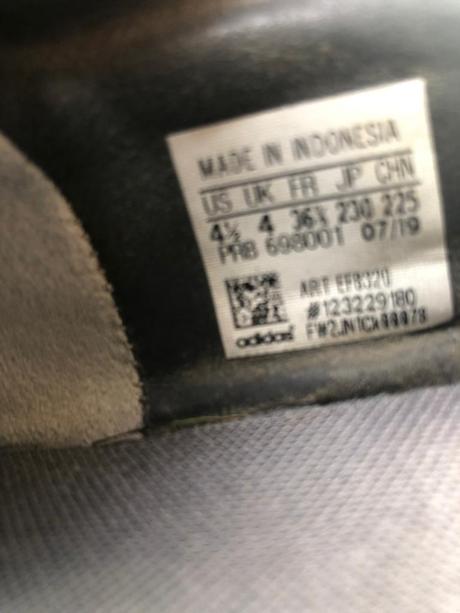 MADE IN INDONESIA
US UK FR JP CHN
4½ 4 36⅔ 230 225
PRB 698001 07/19
ART EF8320
#123229180
adidas